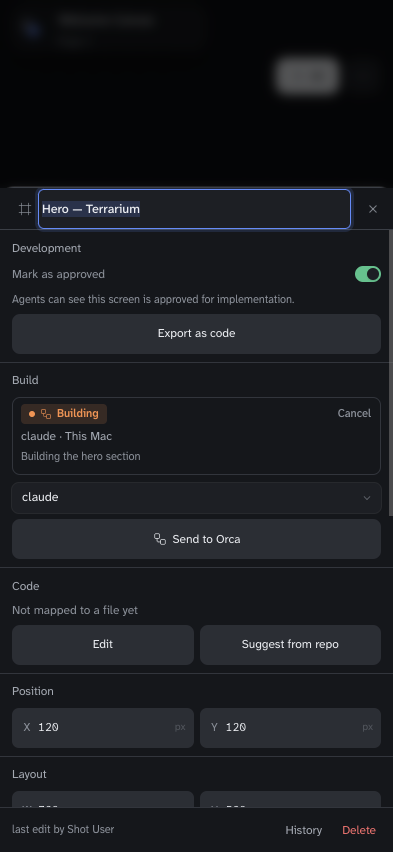 Hero — Terrarium
Development
Mark as approved
Agents can see this screen is approved for implementation.
Export as code
Build
Building
Cancel
claude · This Mac
Building the hero section
claude
Send to Orca
Code
Not mapped to a file yet
Edit
Suggest from repo
Position
X 120 px
Y 120 px
Layout
last edit by Shot User
History
Delete